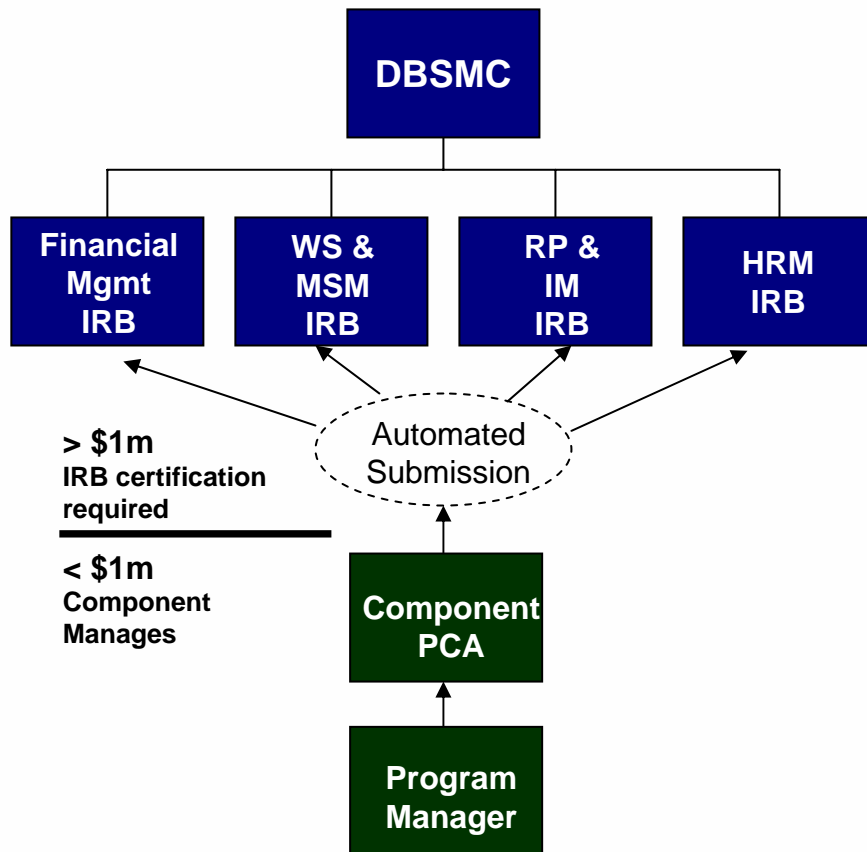 DBSMC
Financial
Mgmt
IRB
WS &
MSM
IRB
RP &
IM
IRB
HRM
IRB
Automated
Submission
> $1m
IRB certification
required
< $1m
Component
Manages
Component
PCA
Program
Manager